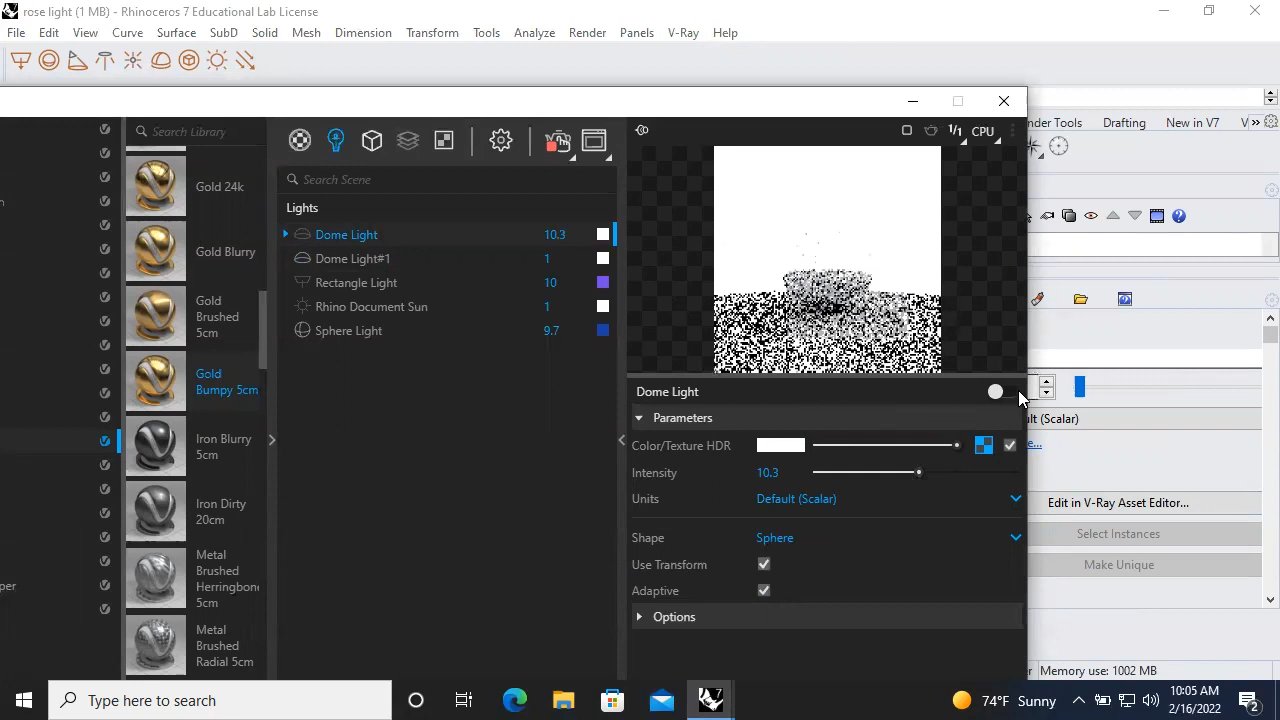 rose light (1 MB) - Rhinoceros 7 Educational Lab License
File Edit View Curve Surface SubD Solid Mesh Dimension Transform Tools Analyze Render Panels V-Ray Help
nder Tools Drafting New in V7 V »
Search Library
1/1 CPU
Search Scene
Gold 24k
Lights
Dome Light 10.3
Gold Blurry
Dome Light#1 1
Rectangle Light 10
Rhino Document Sun 1
Gold
Brushed
5cm
Sphere Light 9.7
Gold
Bumpy 5cm
Iron Blurry
5cm
Iron Dirty
20cm
Metal
Brushed
Herringbone
5cm
Metal
Brushed
Radial 5cm
per
Dome Light
Parameters
Color/Texture HDR
Intensity 10.3
Units Default (Scalar)
Shape Sphere
Use Transform
Adaptive
Options
ult (Scalar)
e...
Edit in V-Ray Asset Editor...
Select Instances
Make Unique
er Memory use: 1002 MB
Type here to search
74°F Sunny
10:05 AM
2/16/2022
2